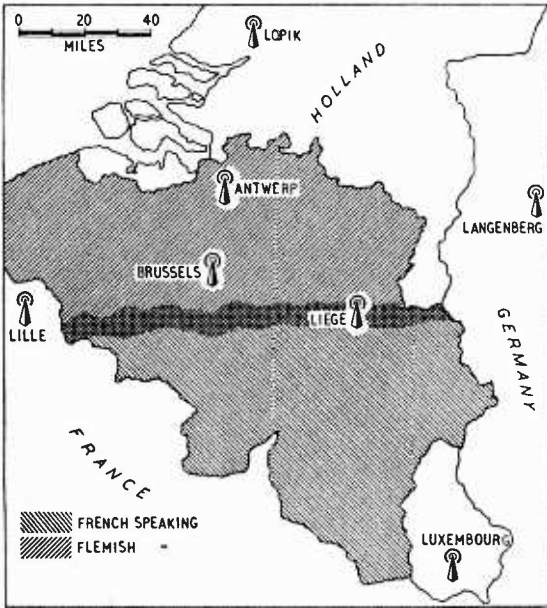 0 20 40
MILES
LOPIK
HOLLAND
ANTWERP
LANGENBERG
BRUSSELS
LIEGE
LILLE
GERMANY
FRANCE
FRENCH SPEAKING
FLEMISH "
LUXEMBOURG